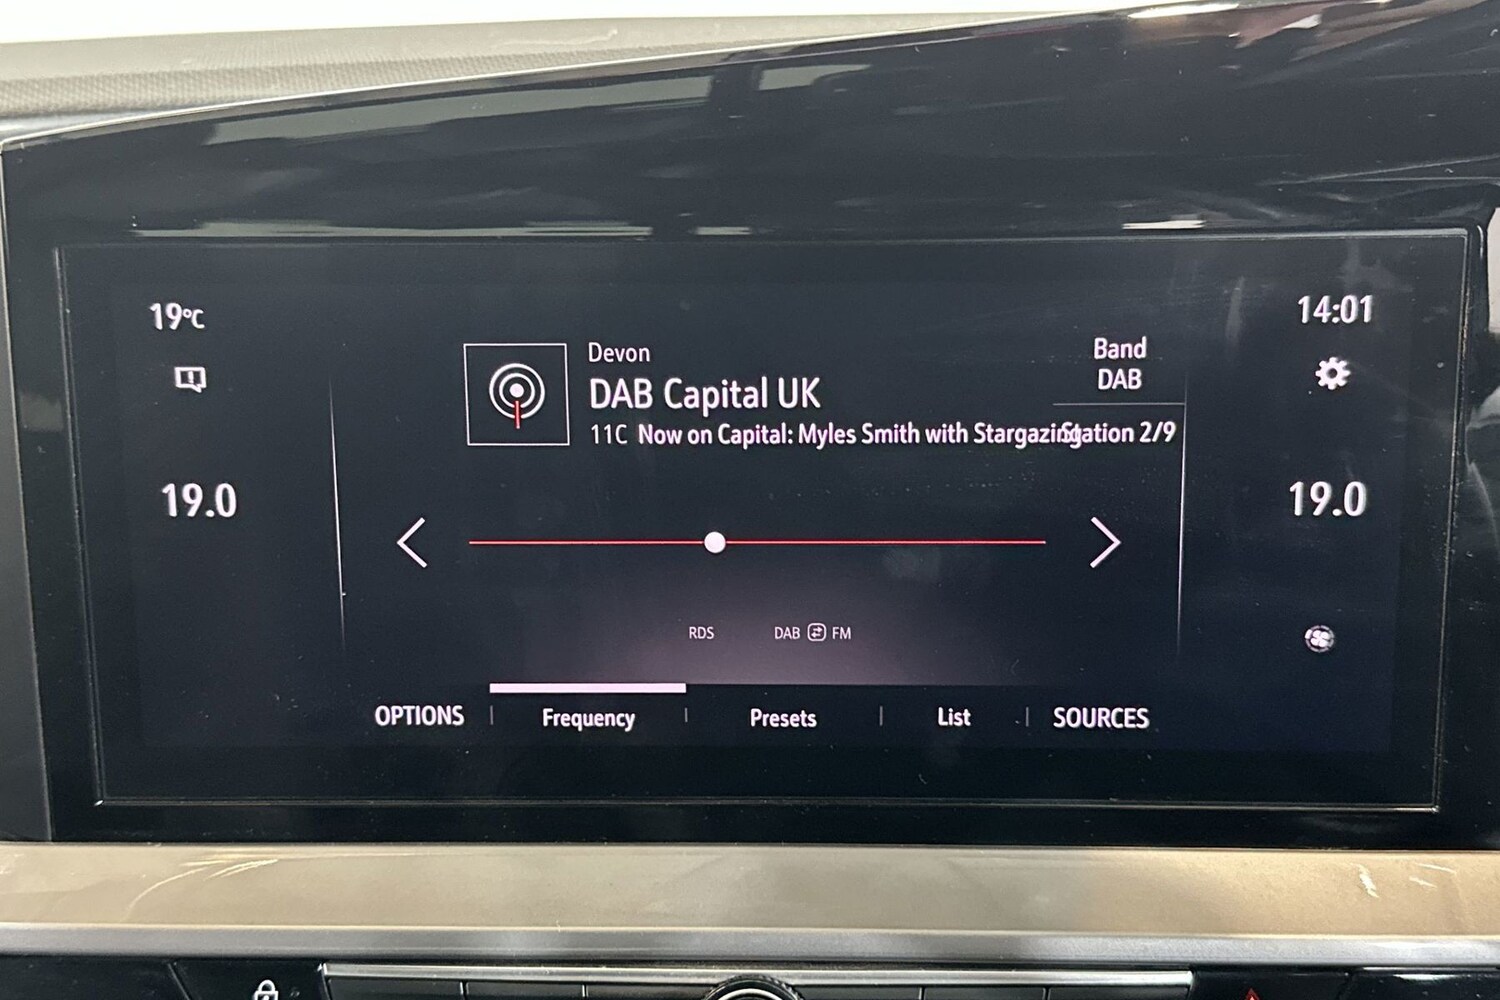 19°C
14:01
Devon
Band
DAB Capital UK
DAB
11C Now on Capital: Myles Smith with Stargazing
Station 2/9
19.0
19.0
RDS
DAB FM
OPTIONS
Frequency
Presets
List
SOURCES